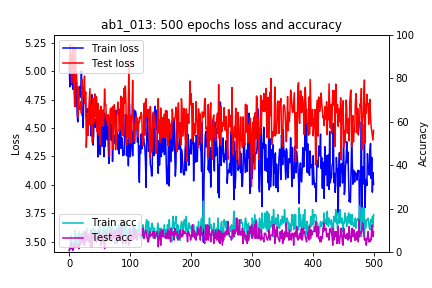 ab1_013: 500 epochs loss and accuracy
Train loss
Test loss
Train acc
Test acc
Loss
5.25
5.00
4.75
4.50
4.25
4.00
3.75
3.50
Accuracy
100
80
60
40
20
0
0 100 200 300 400 500